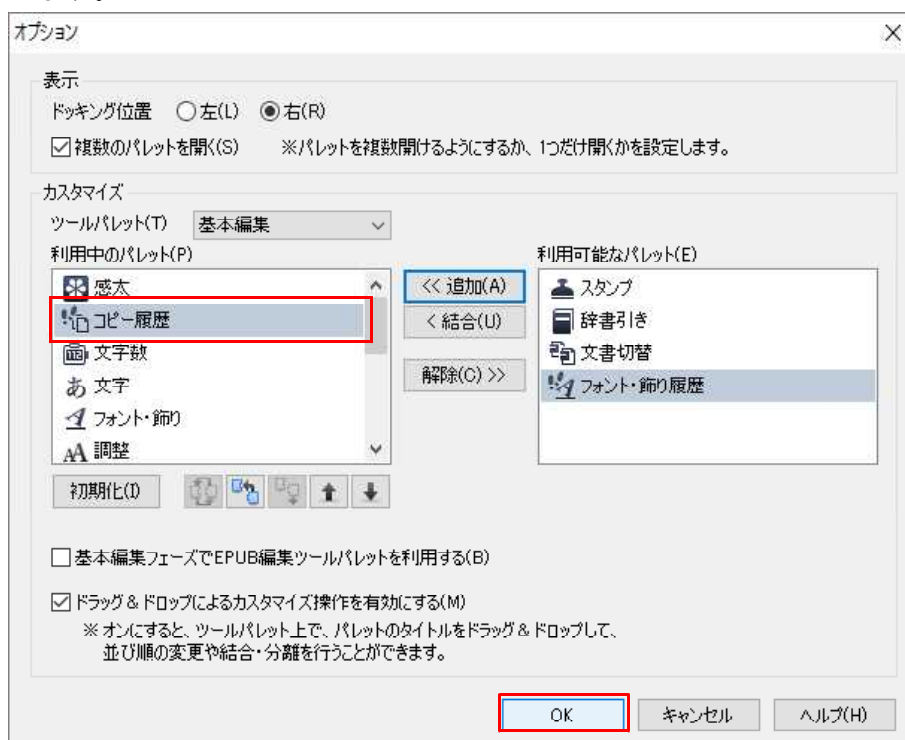 オプション
表示
ドッキング位置 左(L) 右(R)
複数のパレットを開く(S) ※パレットを複数開けるようにするか、1つだけ開くかを設定します。
カスタマイズ
ツールパレット(T) 基本編集
利用中のパレット(P)
感太
コピー履歴
文字数
あ 文字
フォント・飾り
AA 調整
<< 追加(A)
< 結合(U)
解除(C) >>
利用可能なパレット(E)
スタンプ
辞書引き
文書切替
フォント・飾り履歴
初期化(I)
基本編集フェーズでEPUB編集ツールパレットを利用する(B)
ドラッグ&ドロップによるカスタマイズ操作を有効にする(M)
※オンにすると、ツールパレット上で、パレットのタイトルをドラッグ&ドロップして、
並び順の変更や結合・分離を行うことができます。
OK キャンセル ヘルプ(H)